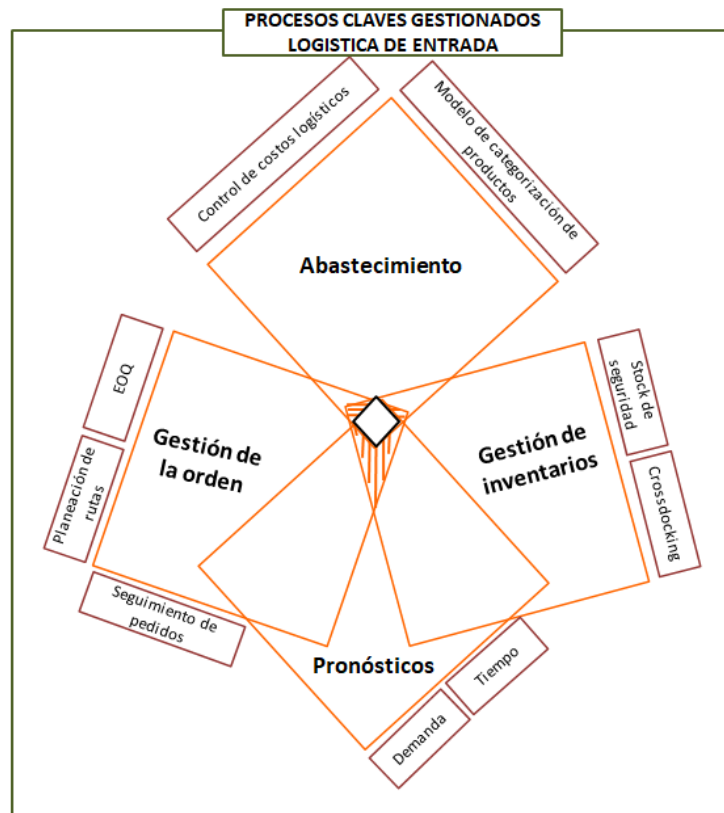 PROCESOS CLAVES GESTIONADOS
LOGISTICA DE ENTRADA
Control de costos logísticos
Modelo de categorización de
productos
Abastecimiento
EOQ
Planeación de
rutas
Seguimiento de
pedidos
Gestión de
la orden
Gestión de
inventarios
Stock de
seguridad
Crossdocking
Pronósticos
Tiempo
Demanda